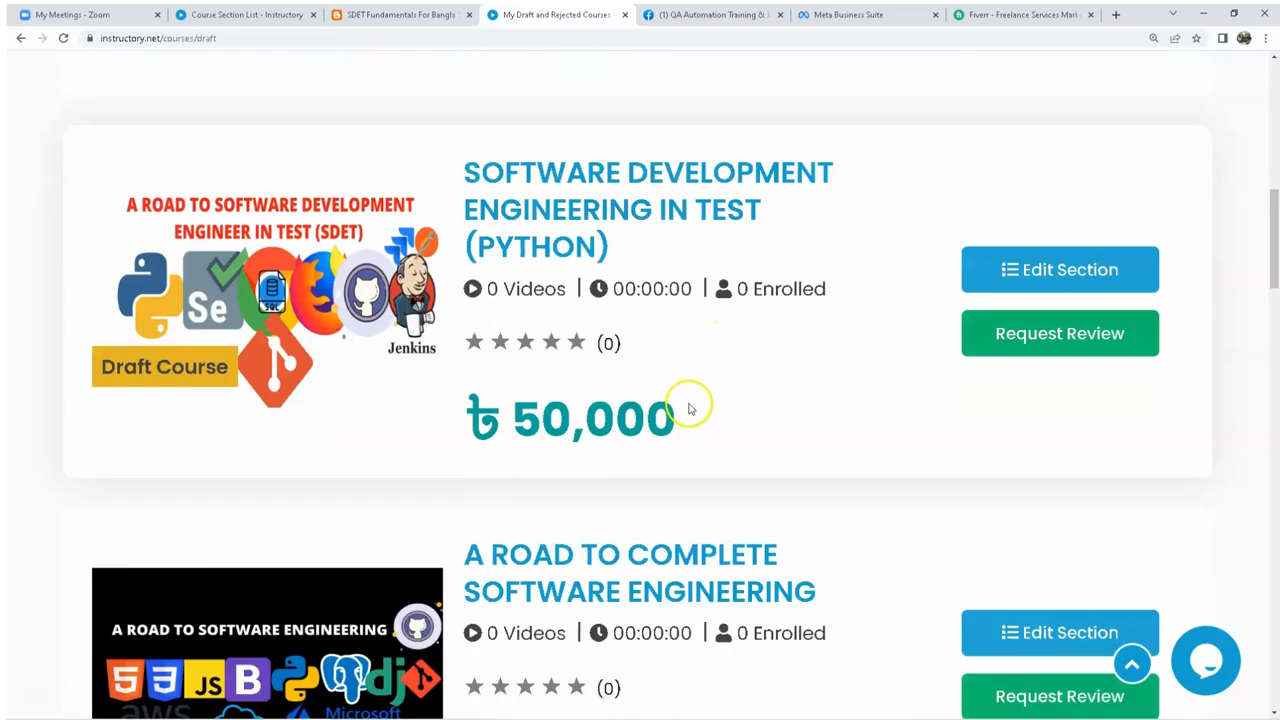 My Meetings - Zoom
Course Section List - Instructory
SDET Fundamentals For Bangla S
My Draft and Rejected Courses
(1) QA Automation Training & J
Meta Business Suite
Fiverr - Freelance Services Mark
instructory.net/courses/draft
A ROAD TO SOFTWARE DEVELOPMENT
ENGINEER IN TEST (SDET)
Se
SQL
Jenkins
Draft Course
SOFTWARE DEVELOPMENT
ENGINEERING IN TEST
(PYTHON)
0 Videos | 00:00:00 | 0 Enrolled
(0)
৳ 50,000
Edit Section
Request Review
A ROAD TO SOFTWARE ENGINEERING
5 3 JS B dj
aws Microsoft
A ROAD TO COMPLETE
SOFTWARE ENGINEERING
0 Videos | 00:00:00 | 0 Enrolled
(0)
Edit Section
Request Review